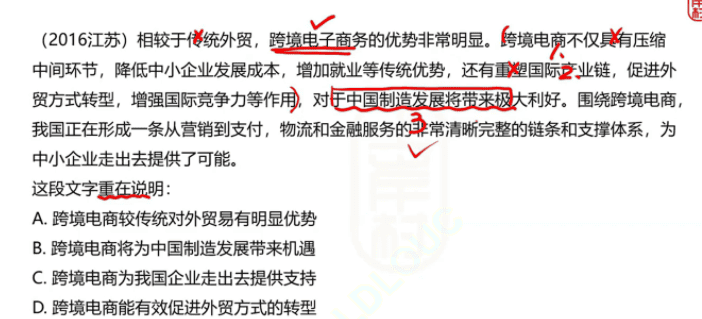 （2016江苏）相较于传统外贸，跨境电子商务的优势非常明显。跨境电商不仅具有压缩
中间环节，降低中小企业发展成本，增加就业等传统优势，还有重塑国际产业链，促进外
贸方式转型，增强国际竞争力等作用，对于中国制造发展将带来极大利好。围绕跨境电商，
我国正在形成一条从营销到支付，物流和金融服务的非常清晰完整的链条和支撑体系，为
中小企业走出去提供了可能。
这段文字重在说明：
A. 跨境电商较传统对外贸易有明显优势
B. 跨境电商将为中国制造发展带来机遇
C. 跨境电商为我国企业走出去提供支持
D. 跨境电商能有效促进外贸方式的转型